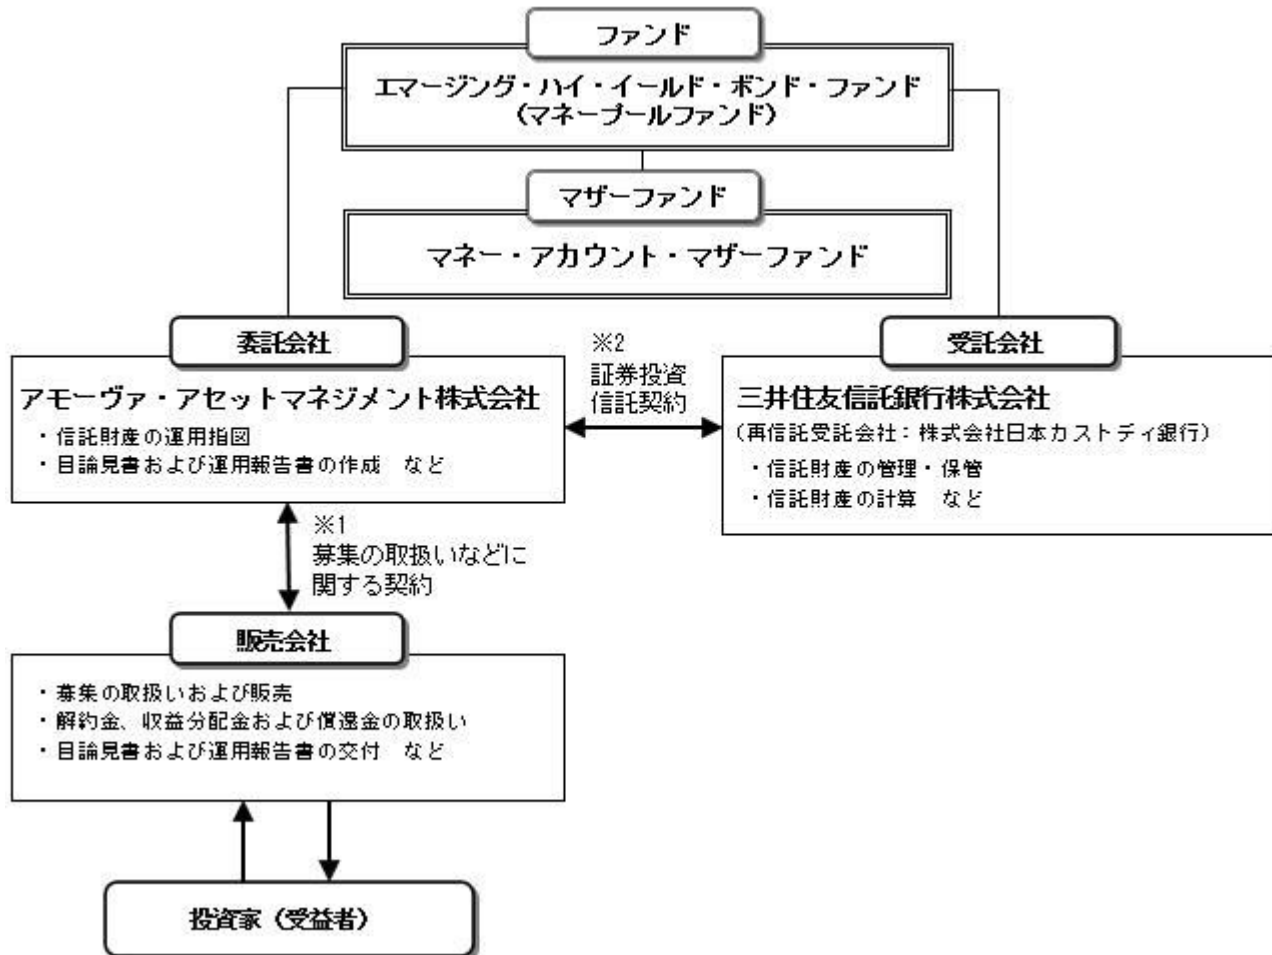 ファンド
エマージング・ハイ・イールド・ボンド・ファンド
(マネープールファンド)
マザーファンド
マネー・アカウント・マザーファンド
委託会社
アモーヴァ・アセットマネジメント株式会社
・信託財産の運用指図
・目論見書および運用報告書の作成　など
※2
証券投資
信託契約
受託会社
三井住友信託銀行株式会社
(再信託受託会社：株式会社日本カストディ銀行)
・信託財産の管理・保管
・信託財産の計算　など
※1
募集の取扱いなどに
関する契約
販売会社
・募集の取扱いおよび販売
・解約金、収益分配金および償還金の取扱い
・目論見書および運用報告書の交付　など
投資家（受益者）